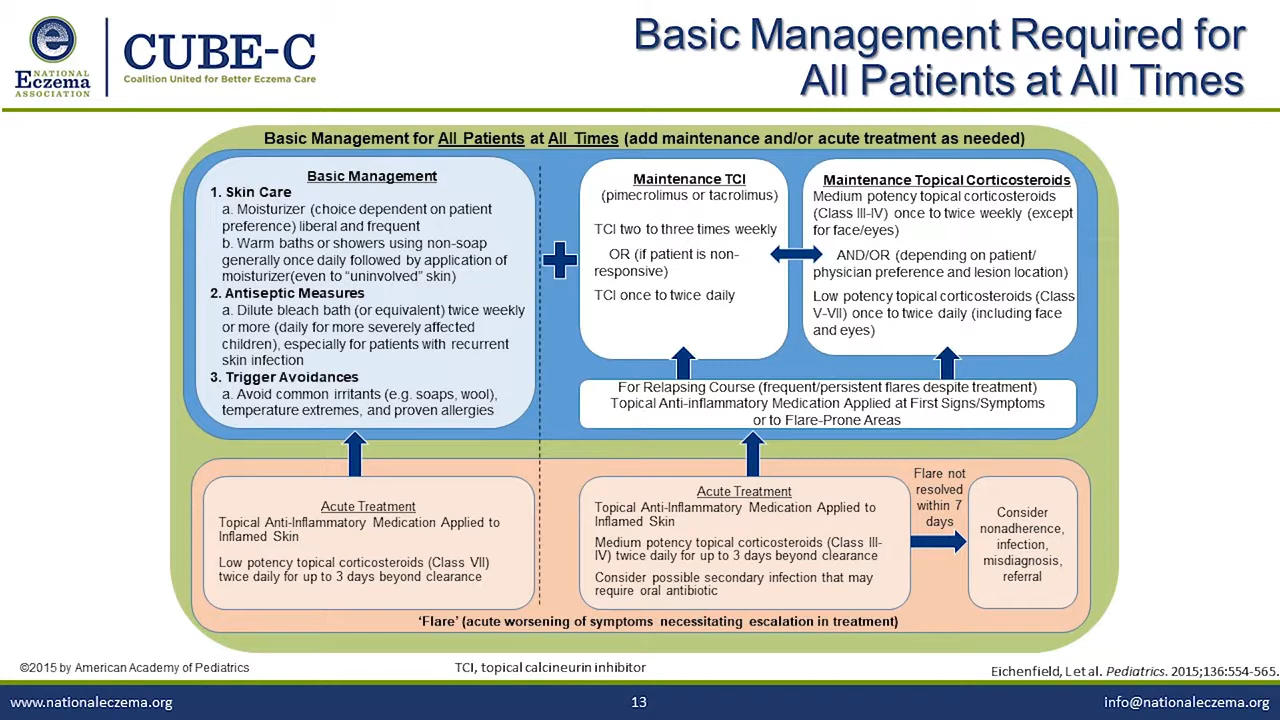 NATIONAL
Eczema
ASSOCIATION
CUBE-C
Coalition United for Better Eczema Care
Basic Management Required for
All Patients at All Times
Basic Management for All Patients at All Times (add maintenance and/or acute treatment as needed)
Basic Management
1. Skin Care
a. Moisturizer (choice dependent on patient
preference) liberal and frequent
b. Warm baths or showers using non-soap
generally once daily followed by application of
moisturizer(even to “uninvolved” skin)
2. Antiseptic Measures
a. Dilute bleach bath (or equivalent) twice weekly
or more (daily for more severely affected
children), especially for patients with recurrent
skin infection
3. Trigger Avoidances
a. Avoid common irritants (e.g. soaps, wool),
temperature extremes, and proven allergies
Maintenance TCI
(pimecrolimus or tacrolimus)
TCI two to three times weekly
OR (if patient is non-
responsive)
TCI once to twice daily
Maintenance Topical Corticosteroids
Medium potency topical corticosteroids
(Class III-IV) once to twice weekly (except
for face/eyes)
AND/OR (depending on patient/
physician preference and lesion location)
Low potency topical corticosteroids (Class
V-VII) once to twice daily (including face
and eyes)
For Relapsing Course (frequent/persistent flares despite treatment)
Topical Anti-inflammatory Medication Applied at First Signs/Symptoms
or to Flare-Prone Areas
Acute Treatment
Topical Anti-Inflammatory Medication Applied to
Inflamed Skin
Low potency topical corticosteroids (Class VII)
twice daily for up to 3 days beyond clearance
Acute Treatment
Topical Anti-Inflammatory Medication Applied to
Inflamed Skin
Medium potency topical corticosteroids (Class III-
IV) twice daily for up to 3 days beyond clearance
Consider possible secondary infection that may
require oral antibiotic
Flare not
resolved
within 7
days
Consider
nonadherence,
infection,
misdiagnosis,
referral
‘Flare’ (acute worsening of symptoms necessitating escalation in treatment)
©2015 by American Academy of Pediatrics
TCI, topical calcineurin inhibitor
Eichenfield, L et al. Pediatrics. 2015;136:554-565.
www.nationaleczema.org
13
info@nationaleczema.org